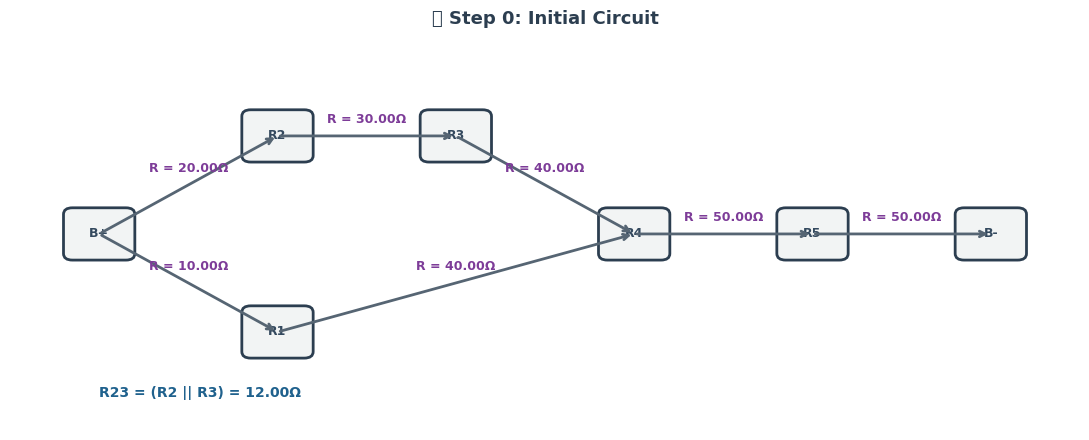 ▯ Step 0: Initial Circuit
R2
R = 30.00Ω
R3
R = 20.00Ω
R = 40.00Ω
B+
R4
R = 50.00Ω
R5
R = 50.00Ω
B-
R = 10.00Ω
R = 40.00Ω
R1
R23 = (R2 || R3) = 12.00Ω